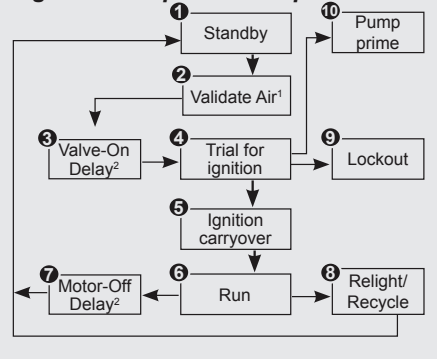 1
Standby
10
Pump
prime
2
Validate Air1
3
Valve-On
Delay2
4
Trial for
ignition
9
Lockout
5
Ignition
carryover
7
Motor-Off
Delay2
6
Run
8
Relight/
Recycle